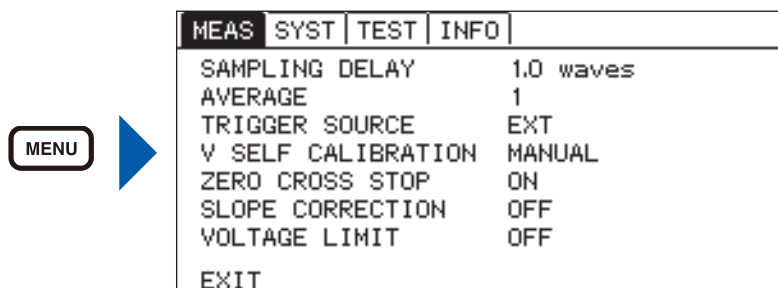 MENU
MEAS SYST TEST INFO
SAMPLING DELAY 1.0 waves
AVERAGE 1
TRIGGER SOURCE EXT
V SELF CALIBRATION MANUAL
ZERO CROSS STOP ON
SLOPE CORRECTION OFF
VOLTAGE LIMIT OFF
EXIT